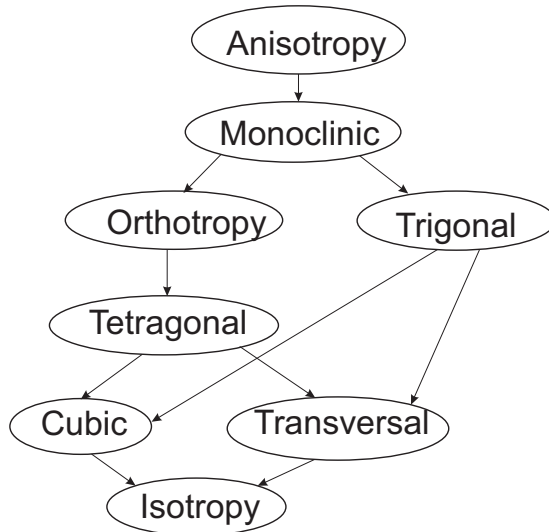 Anisotropy
Monoclinic
Orthotropy
Trigonal
Tetragonal
Cubic
Transversal
Isotropy